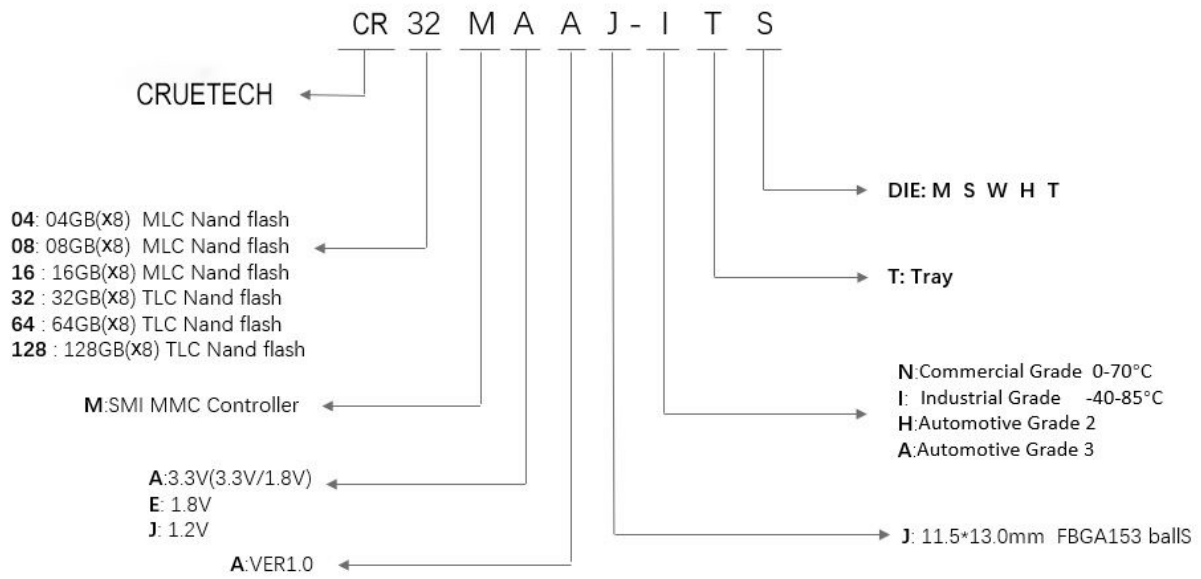 CR 32 M A A J - I T S
CRUETECH
DIE: M S W H T
04: 04GB(X8) MLC Nand flash
08: 08GB(X8) MLC Nand flash
16 : 16GB(X8) MLC Nand flash
32 : 32GB(X8) TLC Nand flash
64 : 64GB(X8) TLC Nand flash
128 : 128GB(X8) TLC Nand flash
T: Tray
M:SMI MMC Controller
N:Commercial Grade 0-70°C
I: Industrial Grade -40-85°C
H:Automotive Grade 2
A:Automotive Grade 3
A:3.3V(3.3V/1.8V)
E: 1.8V
J: 1.2V
J: 11.5*13.0mm FBGA153 ballS
A:VER1.0